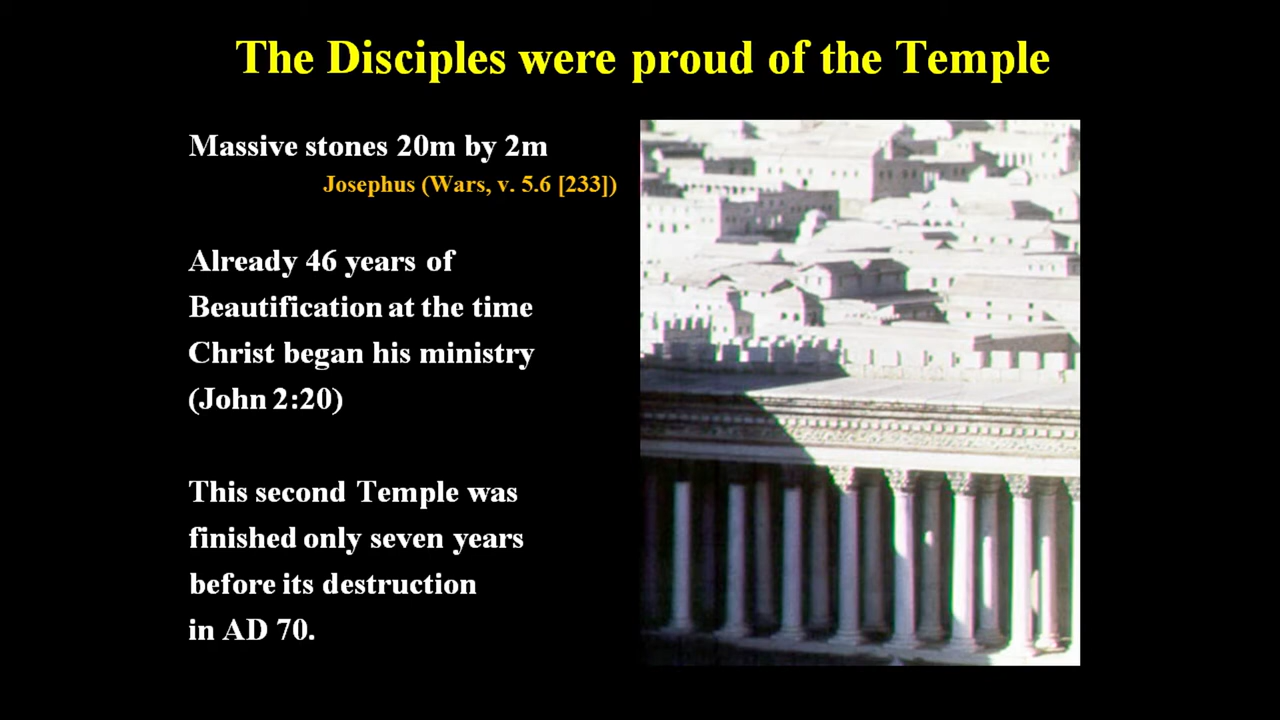 The Disciples were proud of the Temple
Massive stones 20m by 2m
Josephus (Wars, v. 5.6 [233])
Already 46 years of
Beautification at the time
Christ began his ministry
(John 2:20)
This second Temple was
finished only seven years
before its destruction
in AD 70.